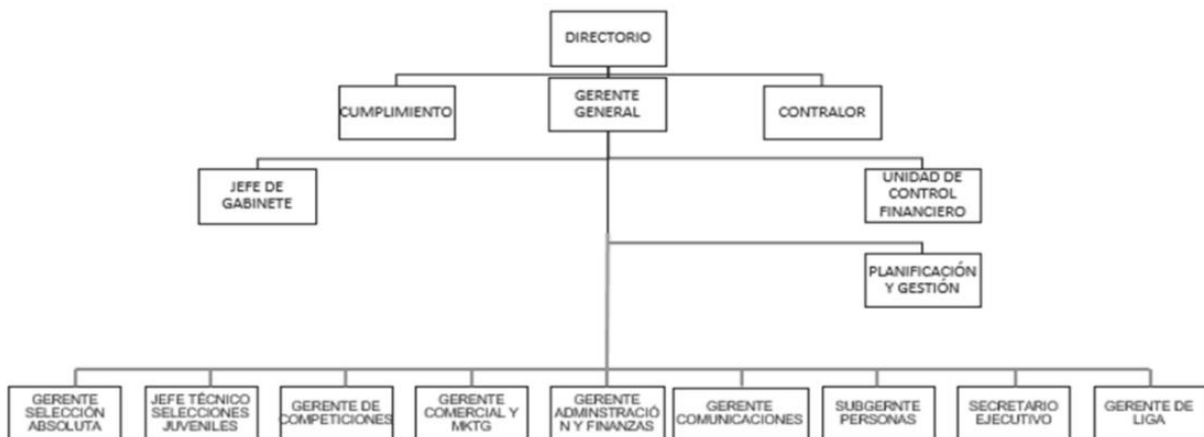 DIRECTORIO
CUMPLIMIENTO
GERENTE
GENERAL
CONTRALOR
JEFE DE
GABINETE
UNIDAD DE
CONTROL
FINANCIERO
PLANIFICACIÓN
Y GESTIÓN
GERENTE
SELECCIÓN
ABSOLUTA
JEFE TÉCNICO
SELECCIONES
JUVENILES
GERENTE DE
COMPETICIONES
GERENTE
COMERCIAL Y
MKTG
GERENTE
ADMINSTRACIÓ
N Y FINANZAS
GERENTE
COMUNICACIONES
SUBGERNTE
PERSONAS
SECRETARIO
EJECUTIVO
GERENTE DE
LIGA